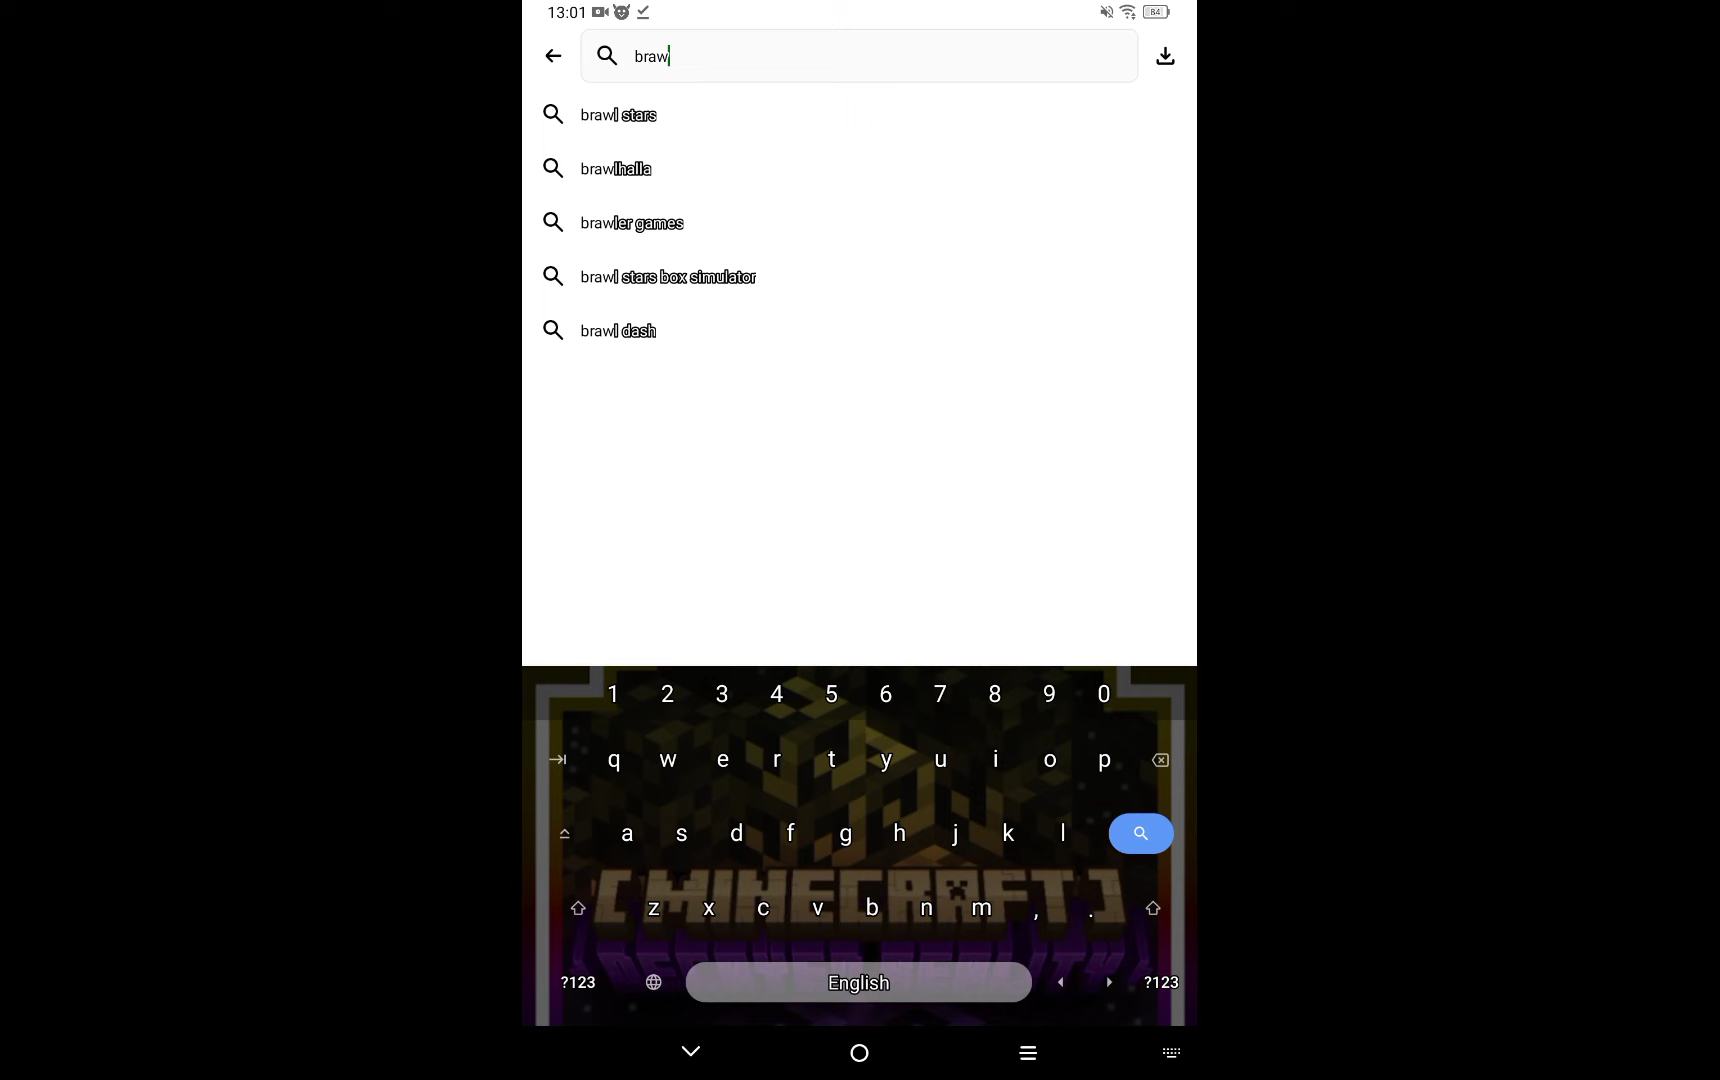 13:01
84
braw
brawl stars
brawlhalla
brawler games
brawl stars box simulator
brawl dash
1 2 3 4 5 6 7 8 9 0
q w e r t y u i o p
a s d f g h j k l
[MINECRAFT]
z x c v b n m , .
?123 English ?123